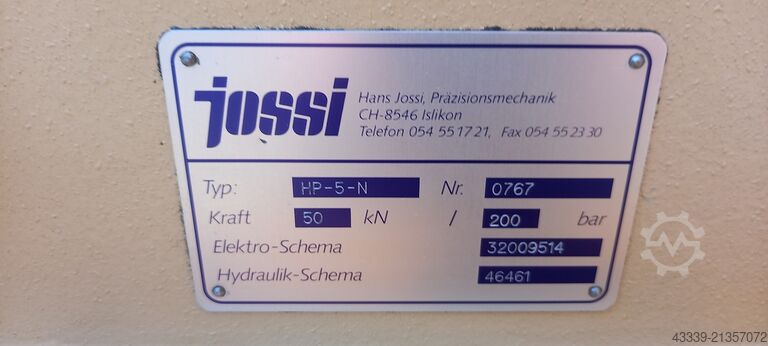 jossi
Hans Jossi, Präzisionsmechanik
CH-8546 Islikon
Telefon 054 55 17 21, Fax 054 55 23 30
Typ: HP-5-N Nr. 0767
Kraft 50 kN / 200 bar
Elektro-Schema 32009514
Hydraulik-Schema 46461
43339-21357072